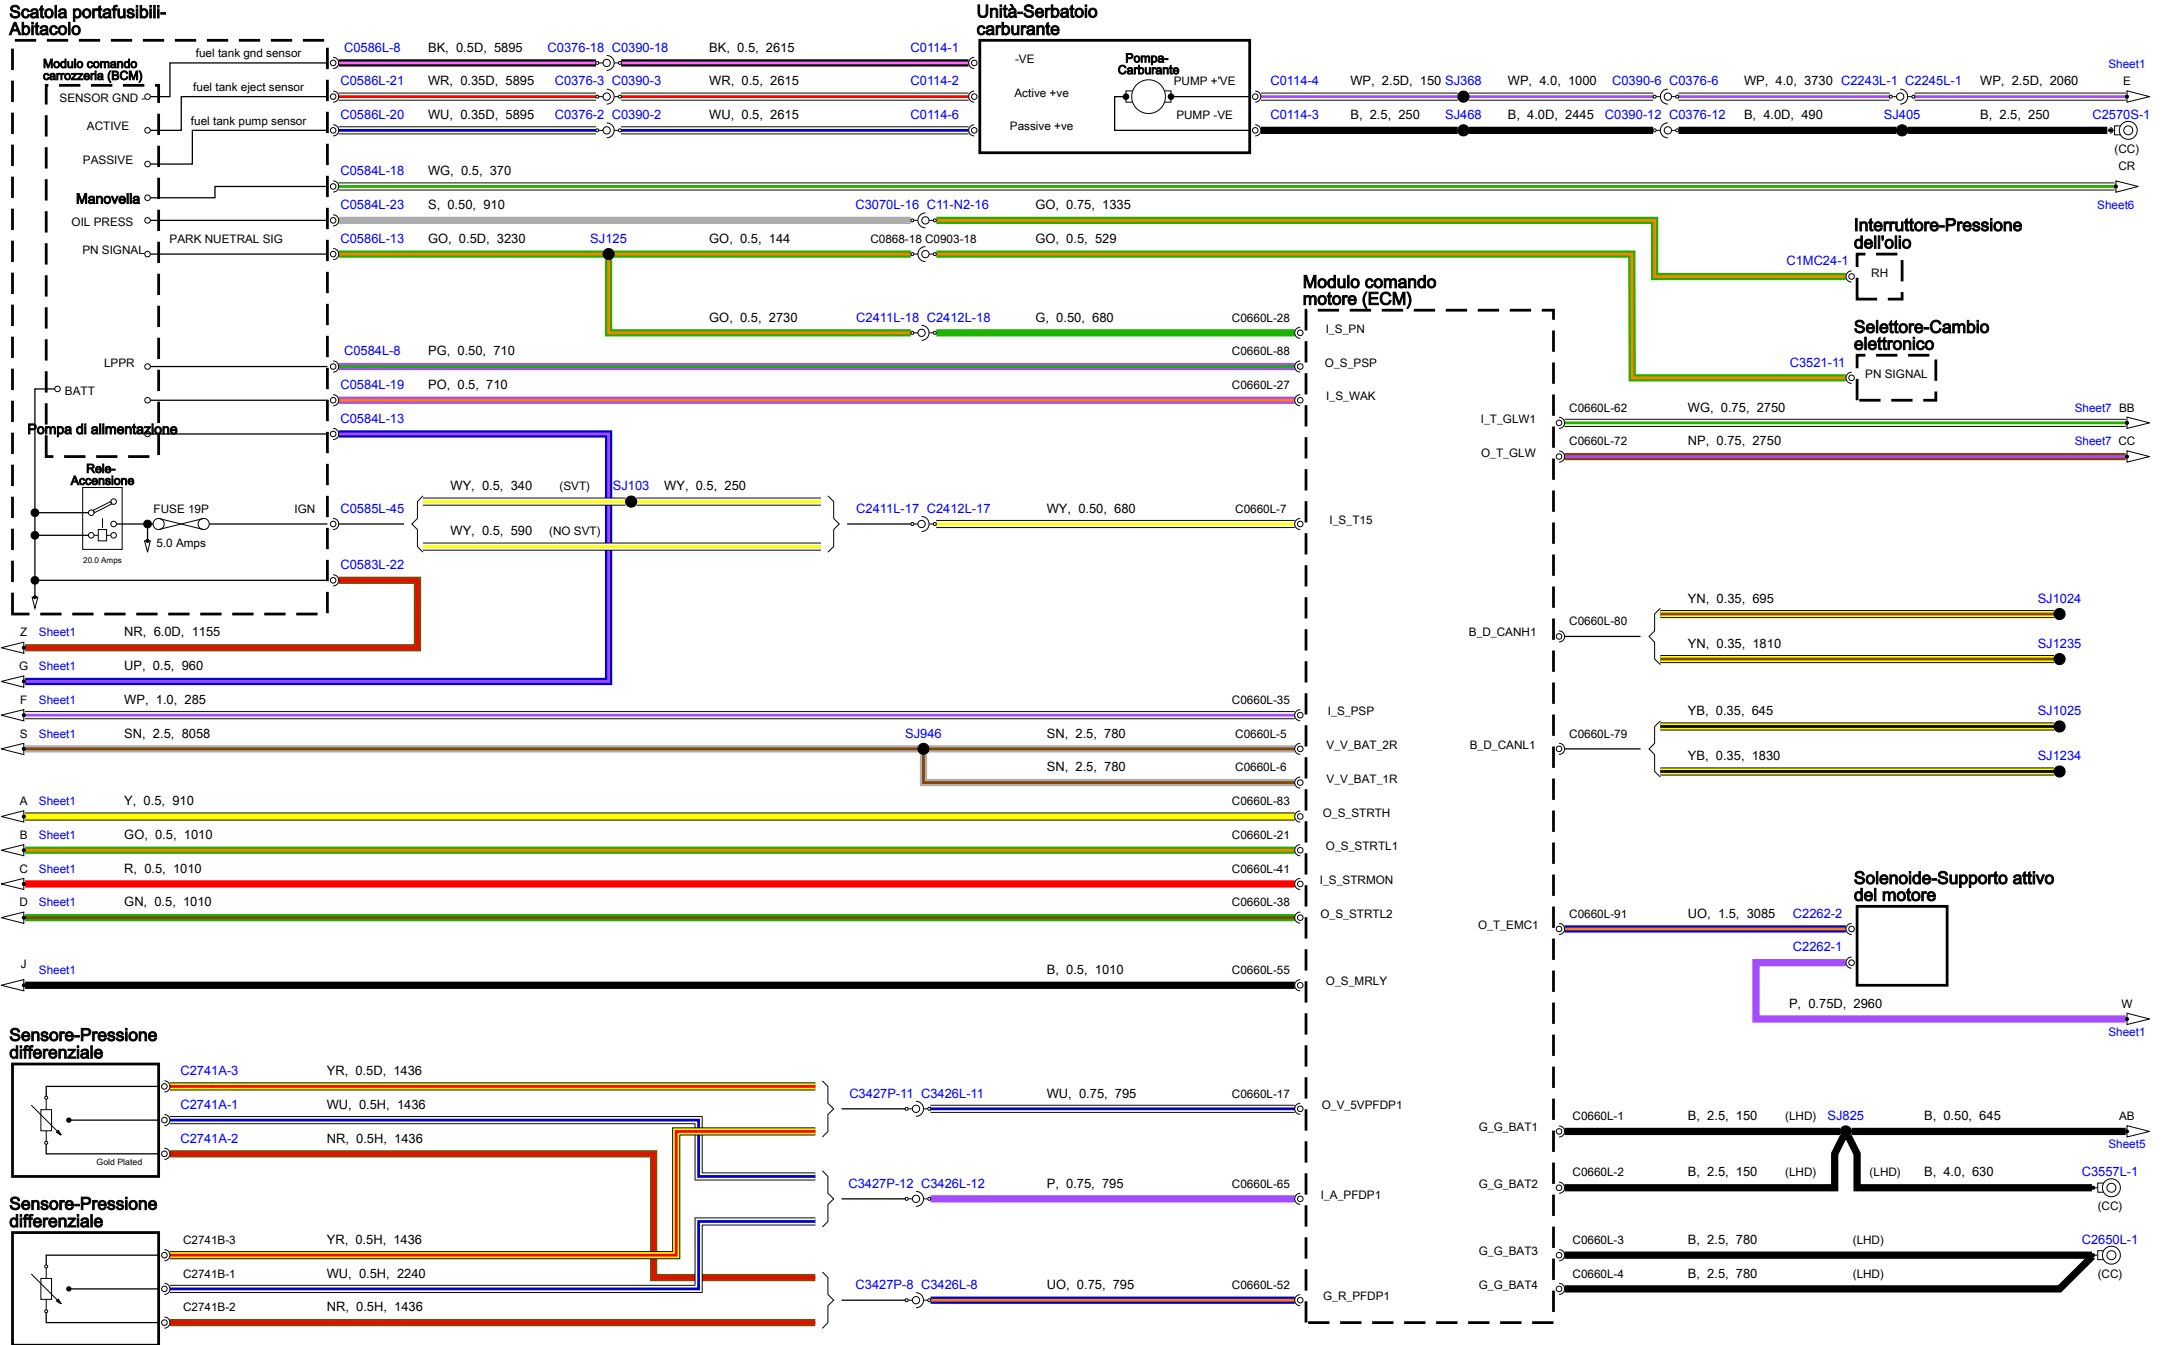 Scatola portafusibili-
Abitacolo
Unità-Serbatoio
carburante
fuel tank gnd sensor
C0586L-8 BK, 0.5D, 5895 C0376-18 C0390-18 BK, 0.5, 2615 C0114-1
-VE
Pompa-
Carburante
Sheet1
Modulo comando
carrozzeria (BCM)
fuel tank eject sensor
C0586L-21 WR, 0.35D, 5895 C0376-3 C0390-3 WR, 0.5, 2615 C0114-2
Active +ve
PUMP +'VE
C0114-4 WP, 2.5D, 150 SJ368 WP, 4.0, 1000 C0390-6 C0376-6 WP, 4.0, 3730 C2243L-1 C2245L-1 WP, 2.5D, 2060 E
SENSOR GND
fuel tank pump sensor
C0586L-20 WU, 0.35D, 5895 C0376-2 C0390-2 WU, 0.5, 2615 C0114-6
Passive +ve
PUMP -VE
C0114-3 B, 2.5, 250 SJ468 B, 4.0D, 2445 C0390-12 C0376-12 B, 4.0D, 490 SJ405 B, 2.5, 250 C2570S-1
(CC)
ACTIVE
PASSIVE
C0584L-18 WG, 0.5, 370
CR
Sheet6
Manovella
C0584L-23 S, 0.50, 910 C3070L-16 C11-N2-16 GO, 0.75, 1335
OIL PRESS
Interruttore-Pressione
dell'olio
C1MC24-1
RH
PARK NUETRAL SIG
PN SIGNAL
C0586L-13 GO, 0.5D, 3230 SJ125 GO, 0.5, 144 C0868-18 C0903-18 GO, 0.5, 529
Modulo comando
motore (ECM)
GO, 0.5, 2730 C2411L-18 C2412L-18 G, 0.50, 680 C0660L-28
I_S_PN
Selettore-Cambio
elettronico
C3521-11
PN SIGNAL
LPPR
C0584L-8 PG, 0.50, 710 C0660L-88
O_S_PSP
BATT
C0584L-19 PO, 0.5, 710 C0660L-27
I_S_WAK
I_T_GLW1
C0660L-62 WG, 0.75, 2750 Sheet7 BB
Pompa di alimentazione
C0584L-13
O_T_GLW
C0660L-72 NP, 0.75, 2750 Sheet7 CC
Rele-
Accensione
WY, 0.5, 340 (SVT) SJ103 WY, 0.5, 250
FUSE 19P
IGN
C0585L-45
5.0 Amps
20.0 Amps
WY, 0.5, 590 (NO SVT)
C2411L-17 C2412L-17 WY, 0.50, 680 C0660L-7
I_S_T15
C0583L-22
Z Sheet1 NR, 6.0D, 1155
G Sheet1 UP, 0.5, 960
B_D_CANH1
C0660L-80
YN, 0.35, 695 SJ1024
YN, 0.35, 1810 SJ1235
F Sheet1 WP, 1.0, 285 C0660L-35
I_S_PSP
S Sheet1 SN, 2.5, 8058 SJ946 SN, 2.5, 780 C0660L-5
V_V_BAT_2R
SN, 2.5, 780 C0660L-6
V_V_BAT_1R
B_D_CANL1
C0660L-79
YB, 0.35, 645 SJ1025
YB, 0.35, 1830 SJ1234
A Sheet1 Y, 0.5, 910 C0660L-83
O_S_STRTH
B Sheet1 GO, 0.5, 1010 C0660L-21
O_S_STRTL1
C Sheet1 R, 0.5, 1010 C0660L-41
I_S_STRMON
D Sheet1 GN, 0.5, 1010 C0660L-38
O_S_STRTL2
Solenoide-Supporto attivo
del motore
O_T_EMC1
C0660L-91 UO, 1.5, 3085 C2262-2
C2262-1
J Sheet1 B, 0.5, 1010 C0660L-55
O_S_MRLY
P, 0.75D, 2960 W
Sheet1
Sensore-Pressione
differenziale
C2741A-3 YR, 0.5D, 1436
C2741A-1 WU, 0.5H, 1436
C2741A-2 NR, 0.5H, 1436
Gold Plated
C3427P-11 C3426L-11 WU, 0.75, 795 C0660L-17
O_V_5VPFDP1
C3427P-12 C3426L-12 P, 0.75, 795 C0660L-65
I_A_PFDP1
G_G_BAT1
C0660L-1 B, 2.5, 150 (LHD) SJ825 B, 0.50, 645 AB
Sheet5
G_G_BAT2
C0660L-2 B, 2.5, 150 (LHD) (LHD) B, 4.0, 630 C3557L-1
(CC)
Sensore-Pressione
differenziale
C2741B-3 YR, 0.5H, 1436
C2741B-1 WU, 0.5H, 2240
C2741B-2 NR, 0.5H, 1436
C3427P-8 C3426L-8 UO, 0.75, 795 C0660L-52
G_R_PFDP1
G_G_BAT3
C0660L-3 B, 2.5, 780 (LHD) C2650L-1
(CC)
G_G_BAT4
C0660L-4 B, 2.5, 780 (LHD)